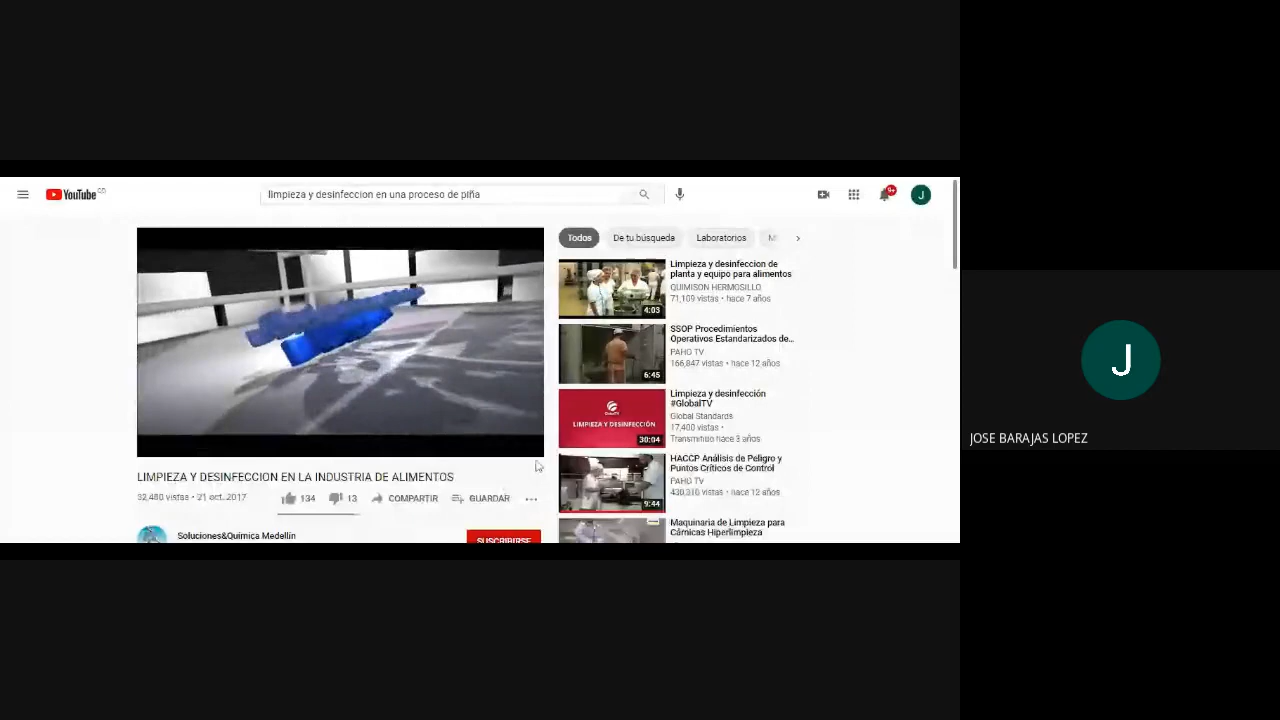 YouTube CO
limpieza y desinfeccion en una proceso de piña
9+
J
Todos
De tu búsqueda
Laboratorios
LIMPIEZA Y DESINFECCION EN LA INDUSTRIA DE ALIMENTOS
32,480 vistas • 21 oct. 2017
134
13
COMPARTIR
GUARDAR
Soluciones&Quimica Medellín
SUSCRIBIRSE
Limpieza y desinfeccion de
planta y equipo para alimentos
QUIMISON HERMOSILLO
71,109 vistas • hace 7 años
4:03
SSOP Procedimientos
Operativos Estandarizados de...
PAHO TV
166,847 vistas • hace 12 años
6:45
Limpieza y desinfección
#GlobalTV
Global Standards
17,400 vistas •
Transmitido hace 3 años
LIMPIEZA Y DESINFECCIÓN
30:04
HACCP Análisis de Peligro y
Puntos Críticos de Control
PAHO TV
430,310 vistas • hace 12 años
9:44
Maquinaria de Limpieza para
Cárnicas Hiperlimpieza
J
JOSE BARAJAS LOPEZ